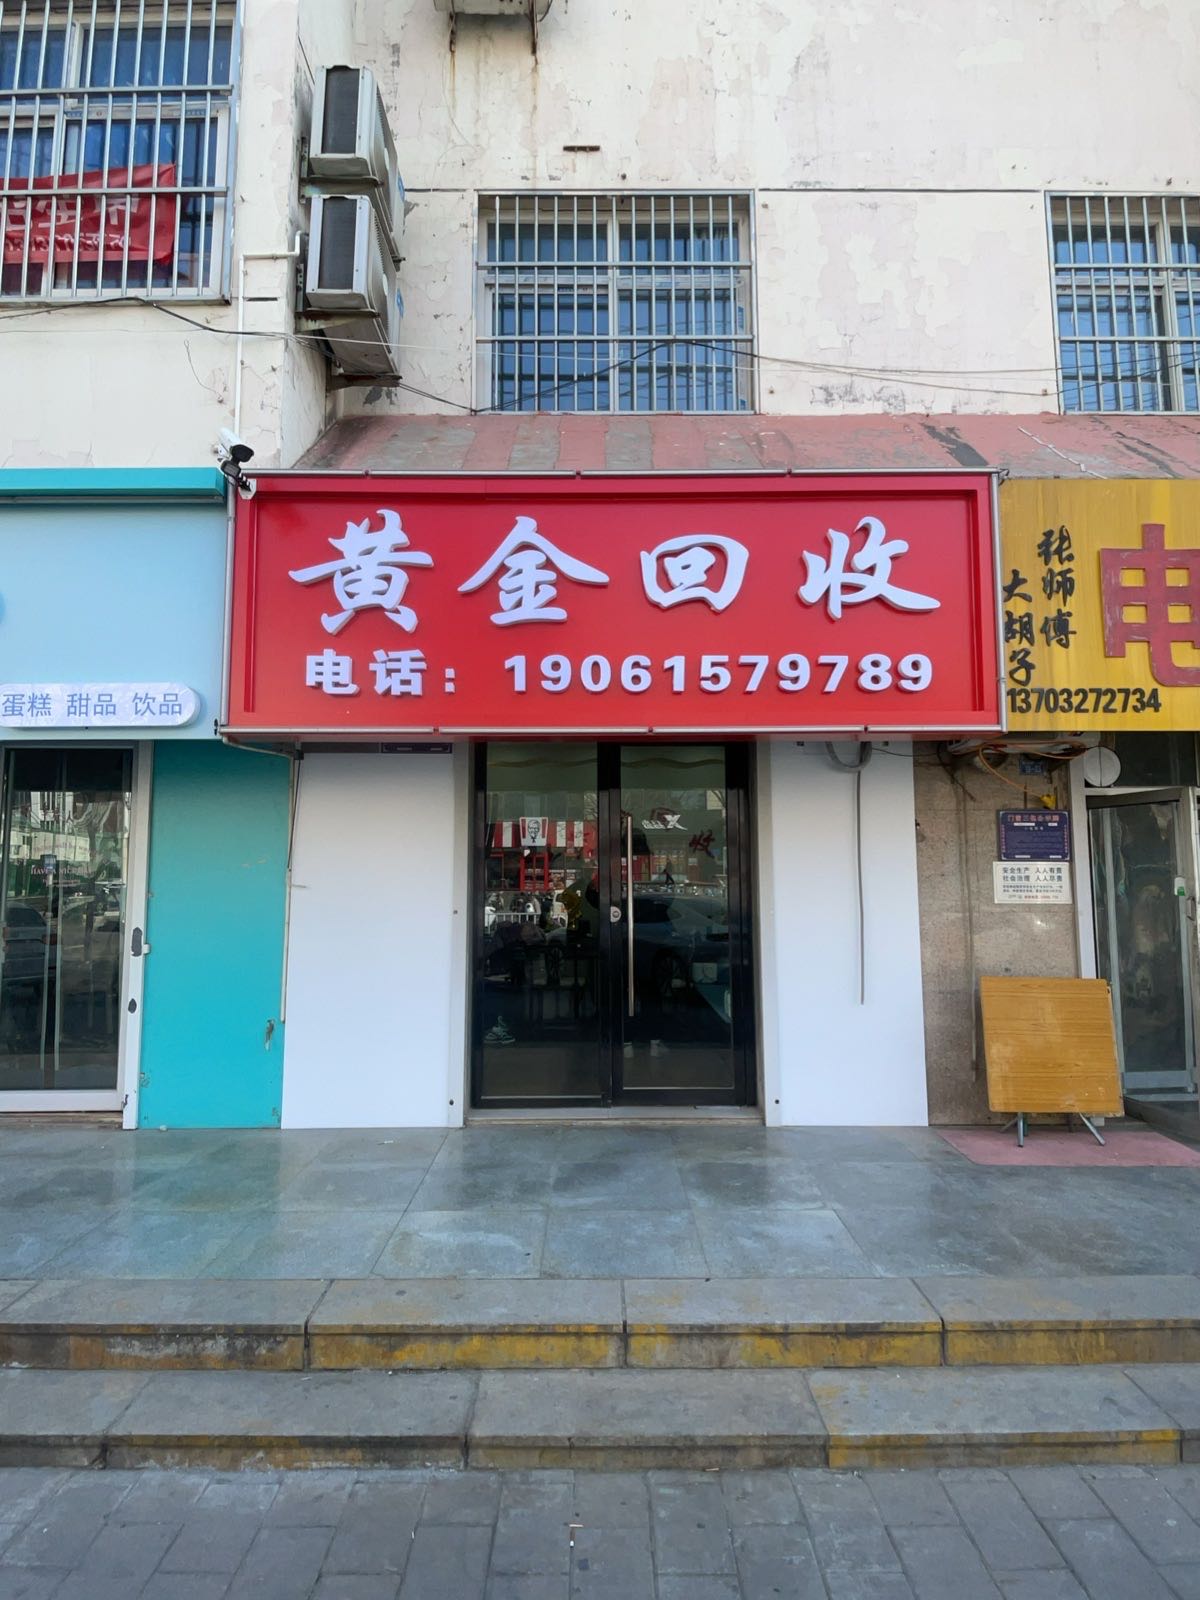 黄金回收
电话：19061579789
蛋糕 甜品 饮品
张师傅
大胡子
电
13703272734
安全生产 人人有责
社会治理 人人尽责